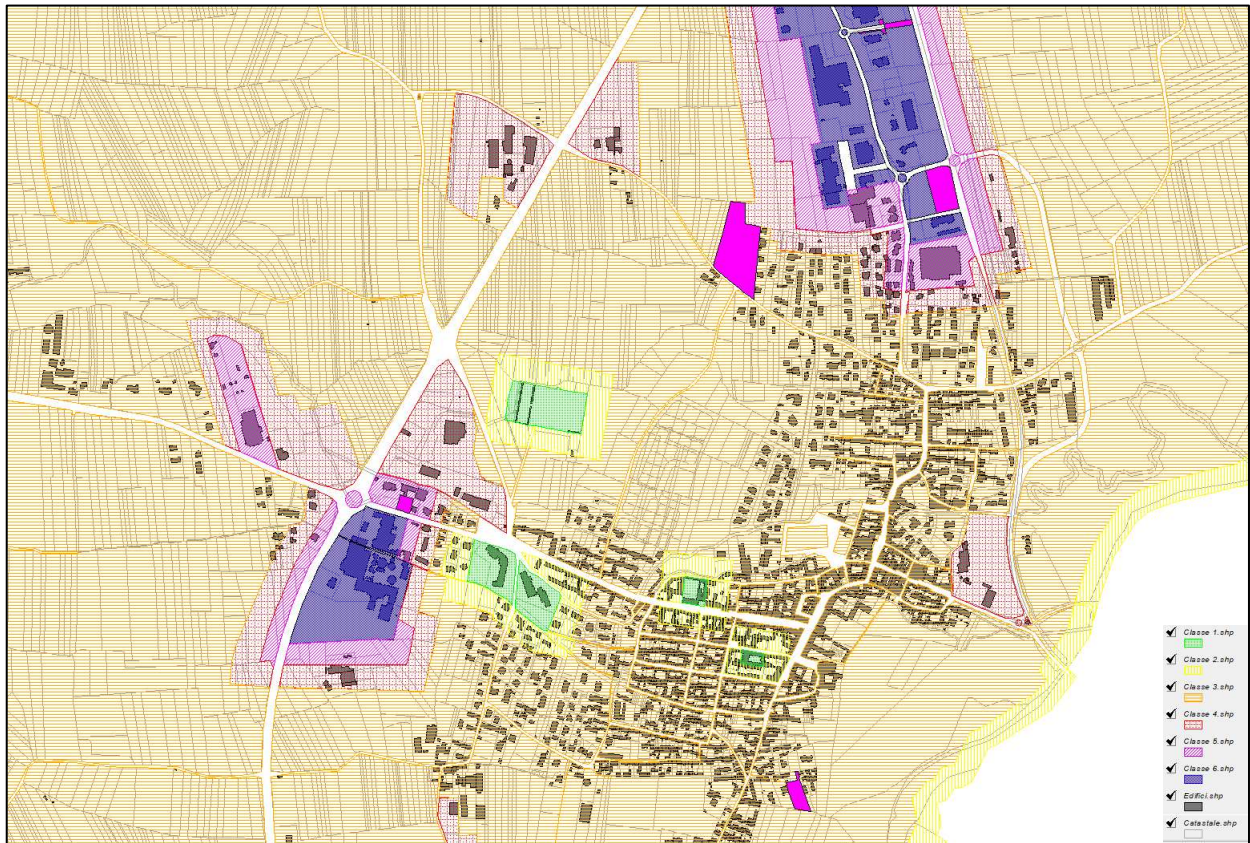 Classe 1.shp
Classe 2.shp
Classe 3.shp
Classe 4.shp
Classe 5.shp
Classe 6.shp
Edifici.shp
Catastale.shp